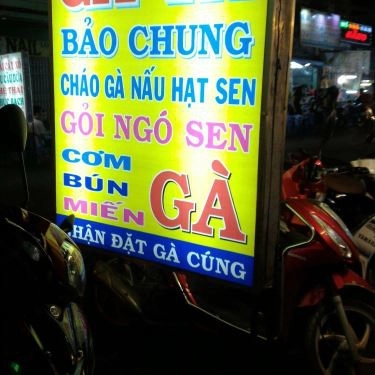 BẢO CHUNG
CHÁO GÀ NẤU HẠT SEN
GỎI NGÓ SEN
CƠM
BÚN
MIẾN
GÀ
NHẬN ĐẶT GÀ CÚNG